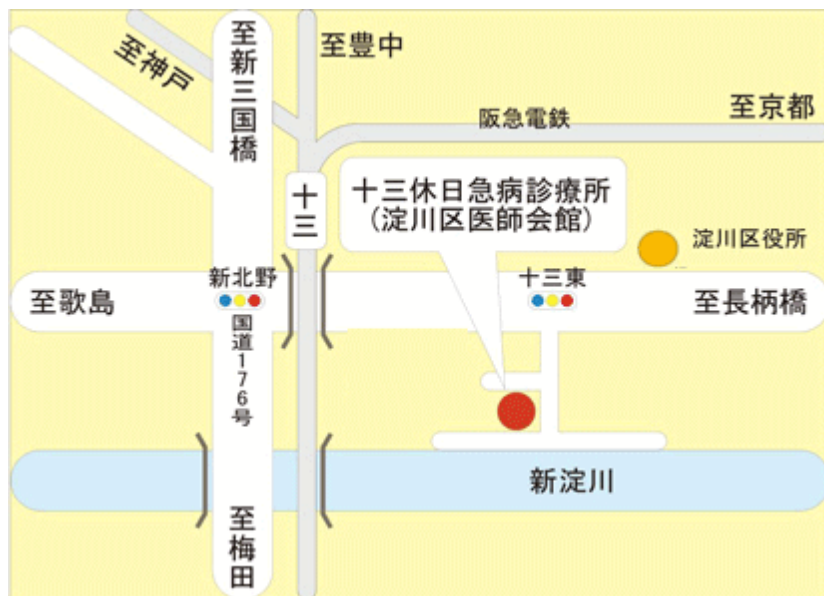 至新三国橋
至豊中
至神戸
至京都
阪急電鉄
十三
十三休日急病診療所
(淀川区医師会館)
淀川区役所
新北野
十三東
至歌島
至長柄橋
国道176号
新淀川
至梅田